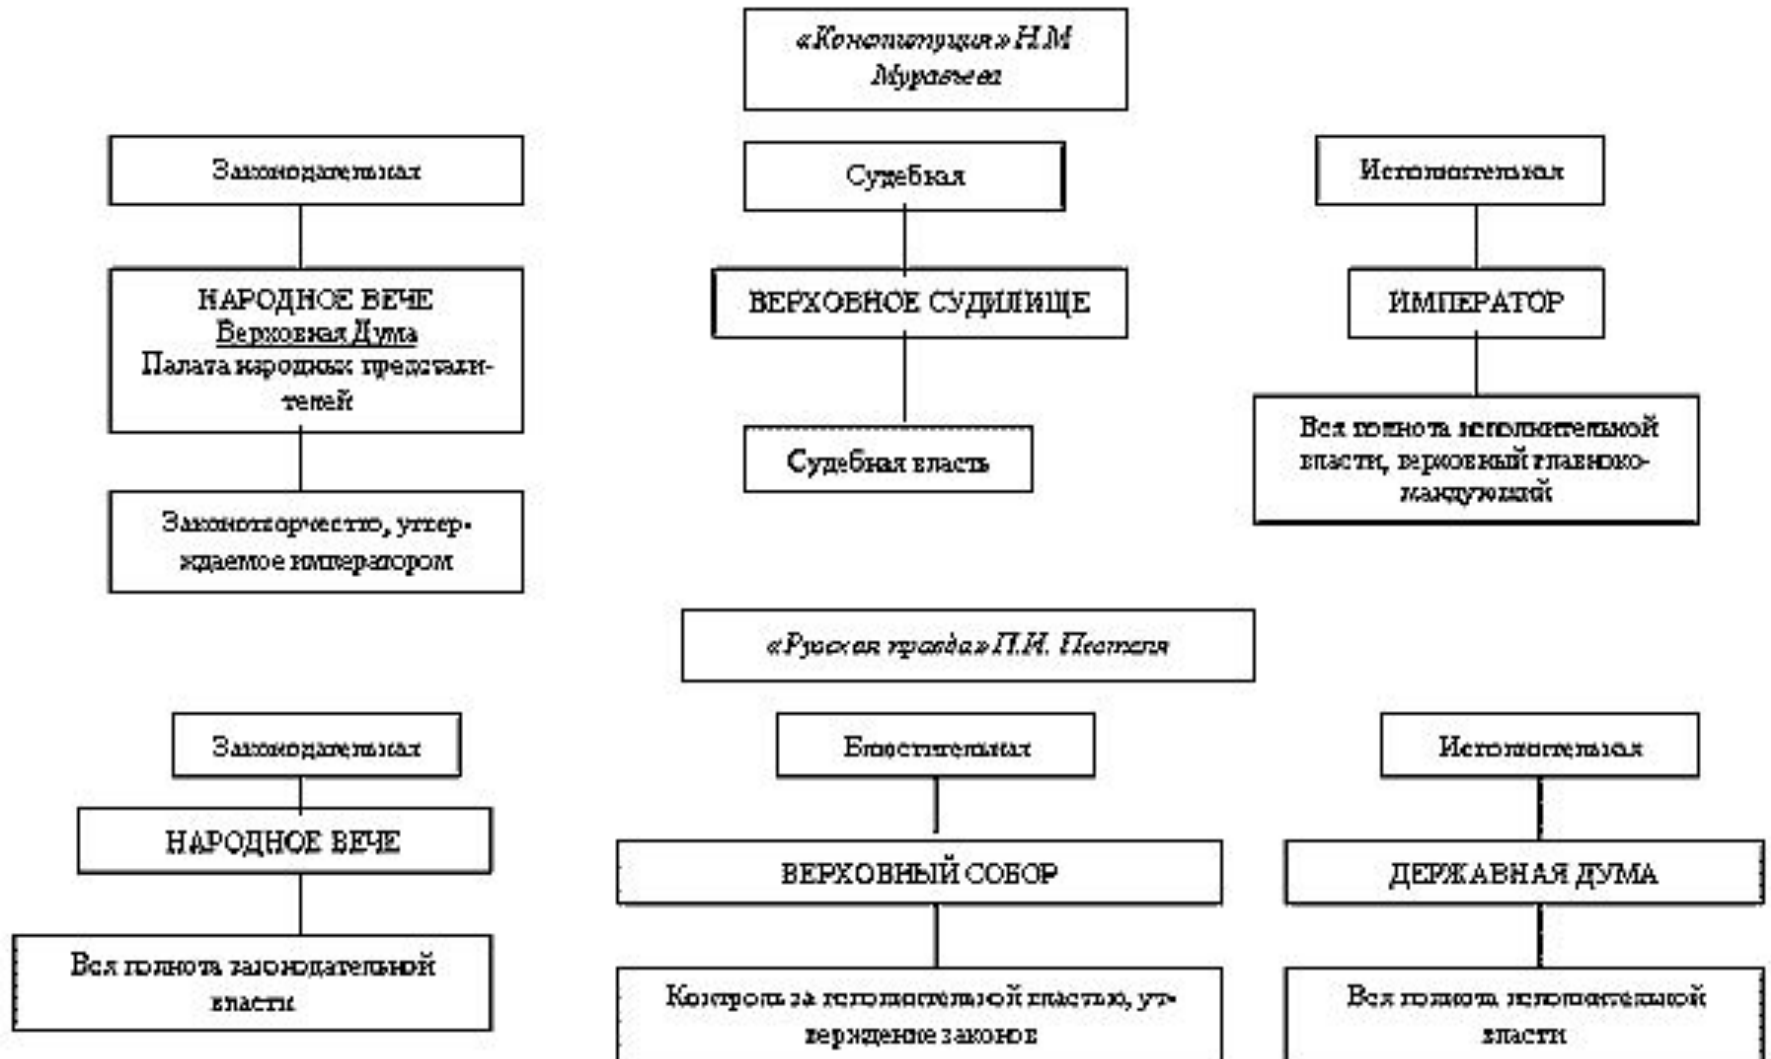 «Конституция» Н.М
Муравьева
Законодательная
Судебная
Исполнительная
НАРОДНОЕ ВЕЧЕ
Верховная Дума
Палата народных представи-
телей
ВЕРХОВНОЕ СУДИЛИЩЕ
ИМПЕРАТОР
Судебная власть
Вся полнота исполнительной
власти, верховный главноко-
мандующий
Законотворчество, утвер-
ждаемое императором
«Русская правда» П.И. Пестеля
Законодательная
Блюстительная
Исполнительная
НАРОДНОЕ ВЕЧЕ
ВЕРХОВНЫЙ СОБОР
ДЕРЖАВНАЯ ДУМА
Вся полнота законодательной
власти
Контроль за исполнительной властью, ут-
верждение законов
Вся полнота исполнительной
власти